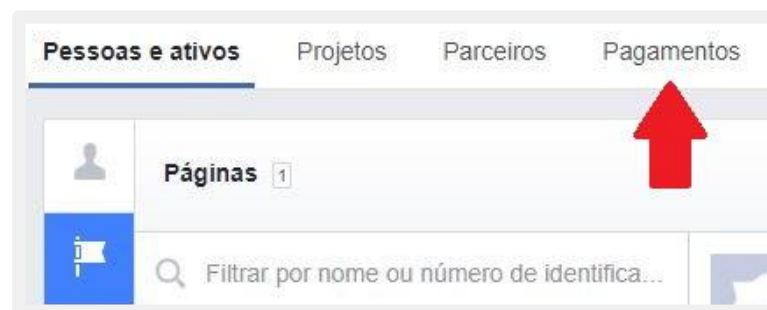 Pessoas e ativos Projetos Parceiros Pagamentos
Páginas 1
Filtrar por nome ou número de identifica...